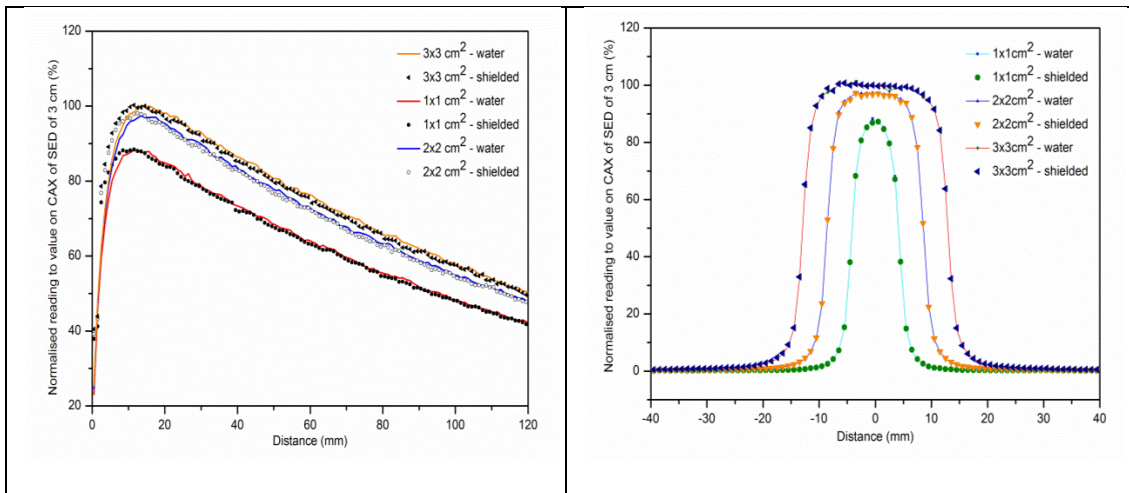 120
100
80
60
40
20
0
20
40
60
80
100
120
Normalised reading to value on CAX of SED of 3 cm (%)
Distance (mm)
3x3 cm2 - water
3x3 cm2 - shielded
1x1 cm2 - water
1x1 cm2 - shielded
2x2 cm2 - water
2x2 cm2 - shielded
120
100
80
60
40
20
0
-40
-30
-20
-10
0
10
20
30
40
Normalised reading to value on CAX of SED of 3 cm (%)
Distance (mm)
1x1cm2 - water
1x1cm2 - shielded
2x2cm2 - water
2x2cm2 - shielded
3x3cm2 - water
3x3cm2 - shielded